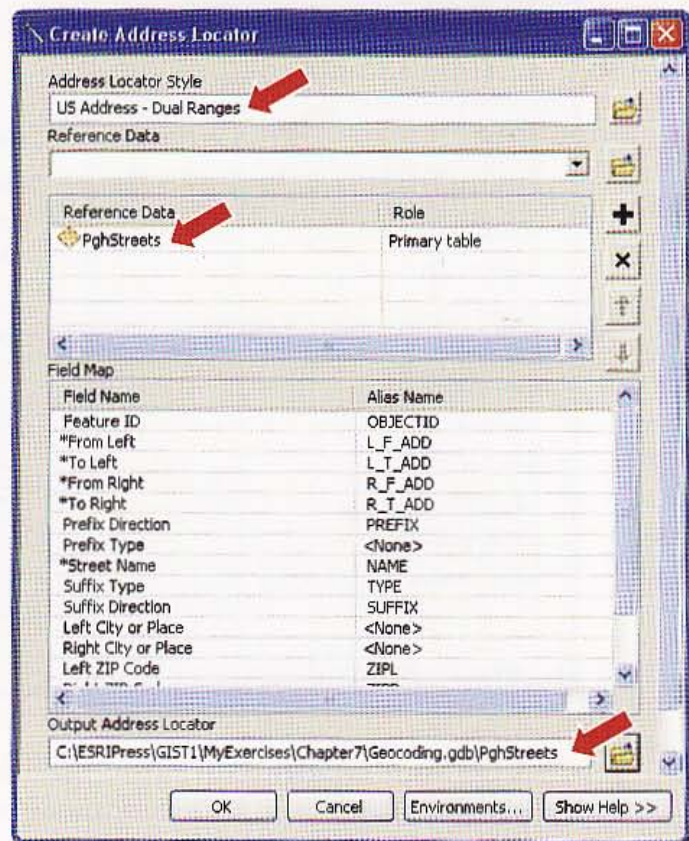 Create Address Locator
Address Locator Style
US Address - Dual Ranges
Reference Data
Reference Data Role
PghStreets Primary table
Field Map
Field Name Alias Name
Feature ID OBJECTID
*From Left L_F_ADD
*To Left L_T_ADD
*From Right R_F_ADD
*To Right R_T_ADD
Prefix Direction PREFIX
Prefix Type <None>
*Street Name NAME
Suffix Type TYPE
Suffix Direction SUFFIX
Left City or Place <None>
Right City or Place <None>
Left ZIP Code ZIPL
Output Address Locator
C:\ESRIPress\GIST1\MyExercises\Chapter7\Geocoding.gdb\PghStreets
OK Cancel Environments... Show Help >>